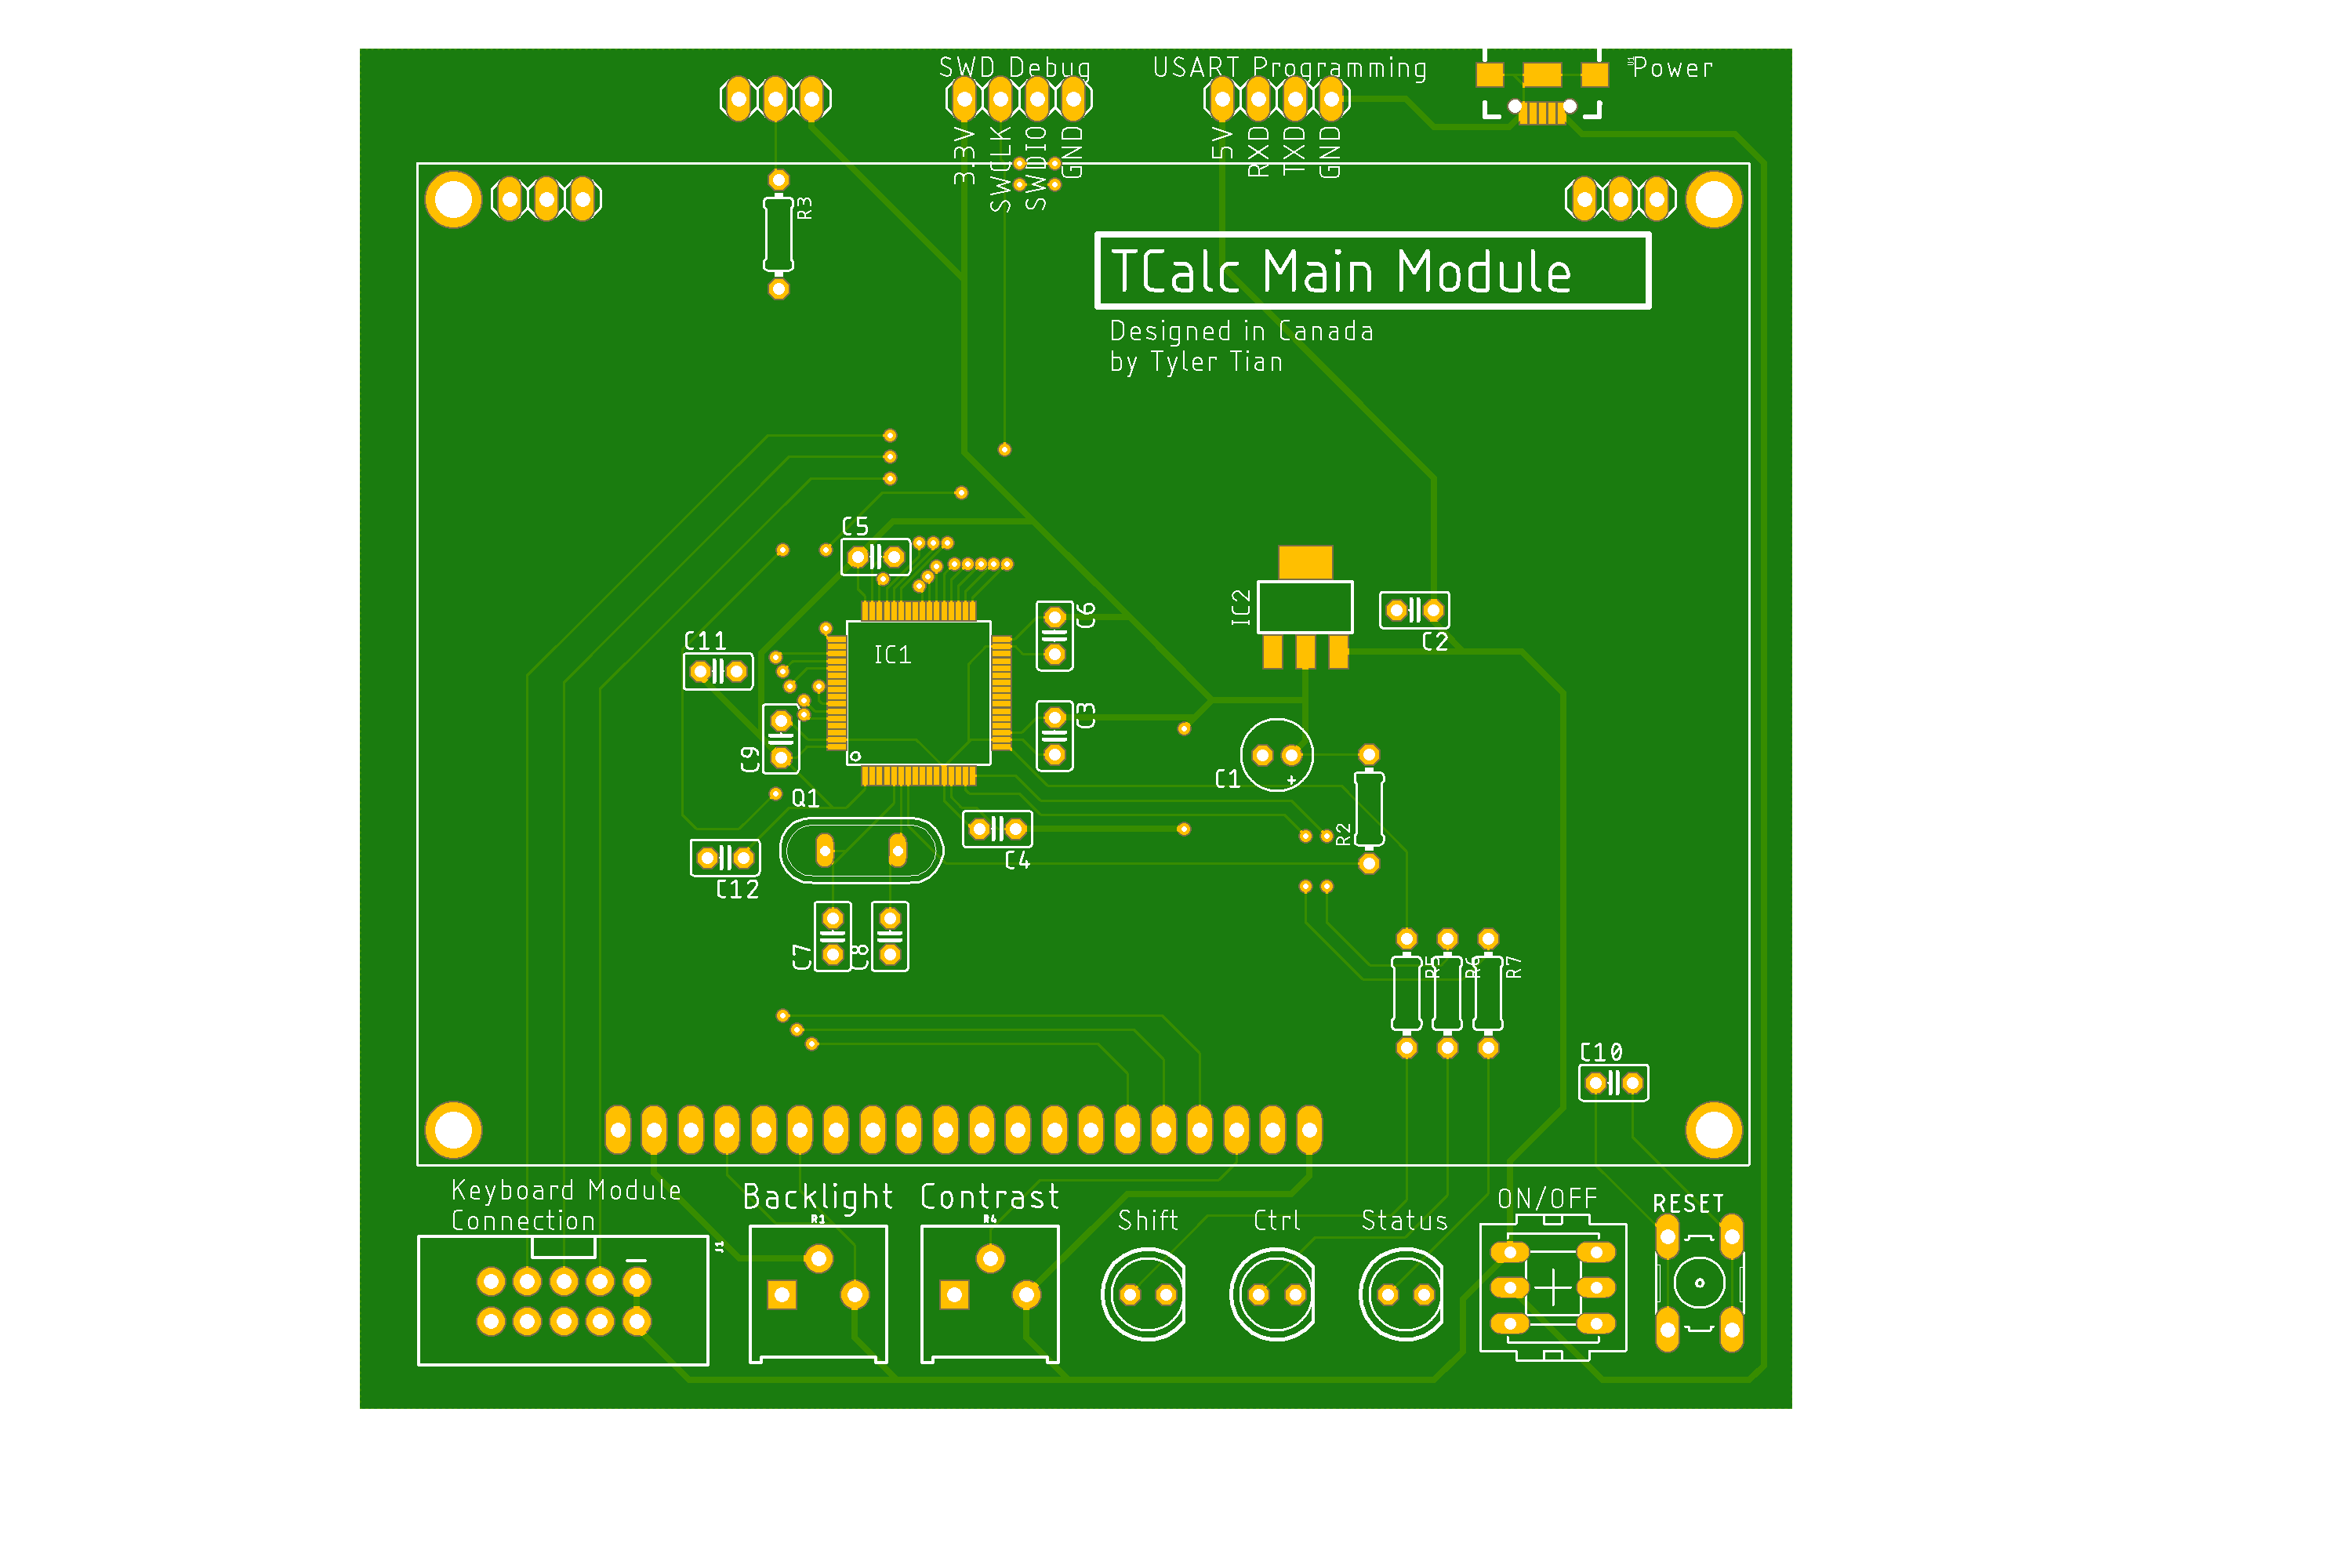 SWD Debug
USART Programming
Power
3.3V
SWCLK
SWDIO
GND
5V
RXD
TXD
GND
R3
TCalc Main Module
Designed in Canada
by Tyler Tian
C5
C6
IC2
C2
C11
IC1
C3
C9
Q1
C1
+
R2
C4
C12
C7
C8
R5
R6
R7
C10
Keyboard Module
Connection
Backlight
Contrast
ON/OFF
RESET
R1
R4
Shift
Ctrl
Status
J1